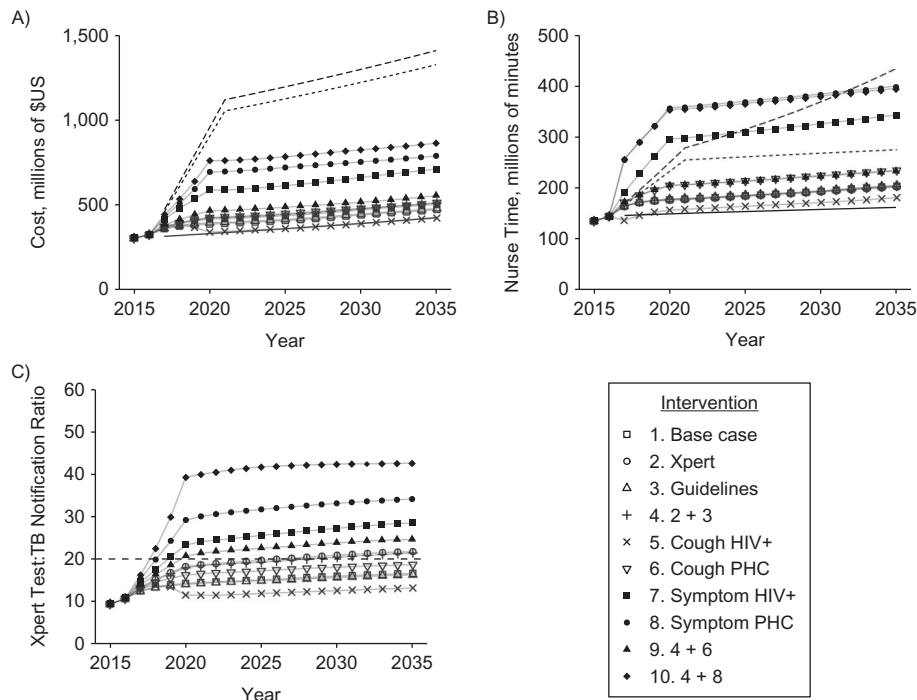 A)
Cost, millions of $US
1,500
1,000
500
0
2015 2020 2025 2030 2035
Year
B)
Nurse Time, millions of minutes
500
400
300
200
100
0
2015 2020 2025 2030 2035
Year
C)
Xpert Test:TB Notification Ratio
60
50
40
30
20
10
0
2015 2020 2025 2030 2035
Year
Intervention
1. Base case
2. Xpert
3. Guidelines
4. 2 + 3
5. Cough HIV+
6. Cough PHC
7. Symptom HIV+
8. Symptom PHC
9. 4 + 6
10. 4 + 8